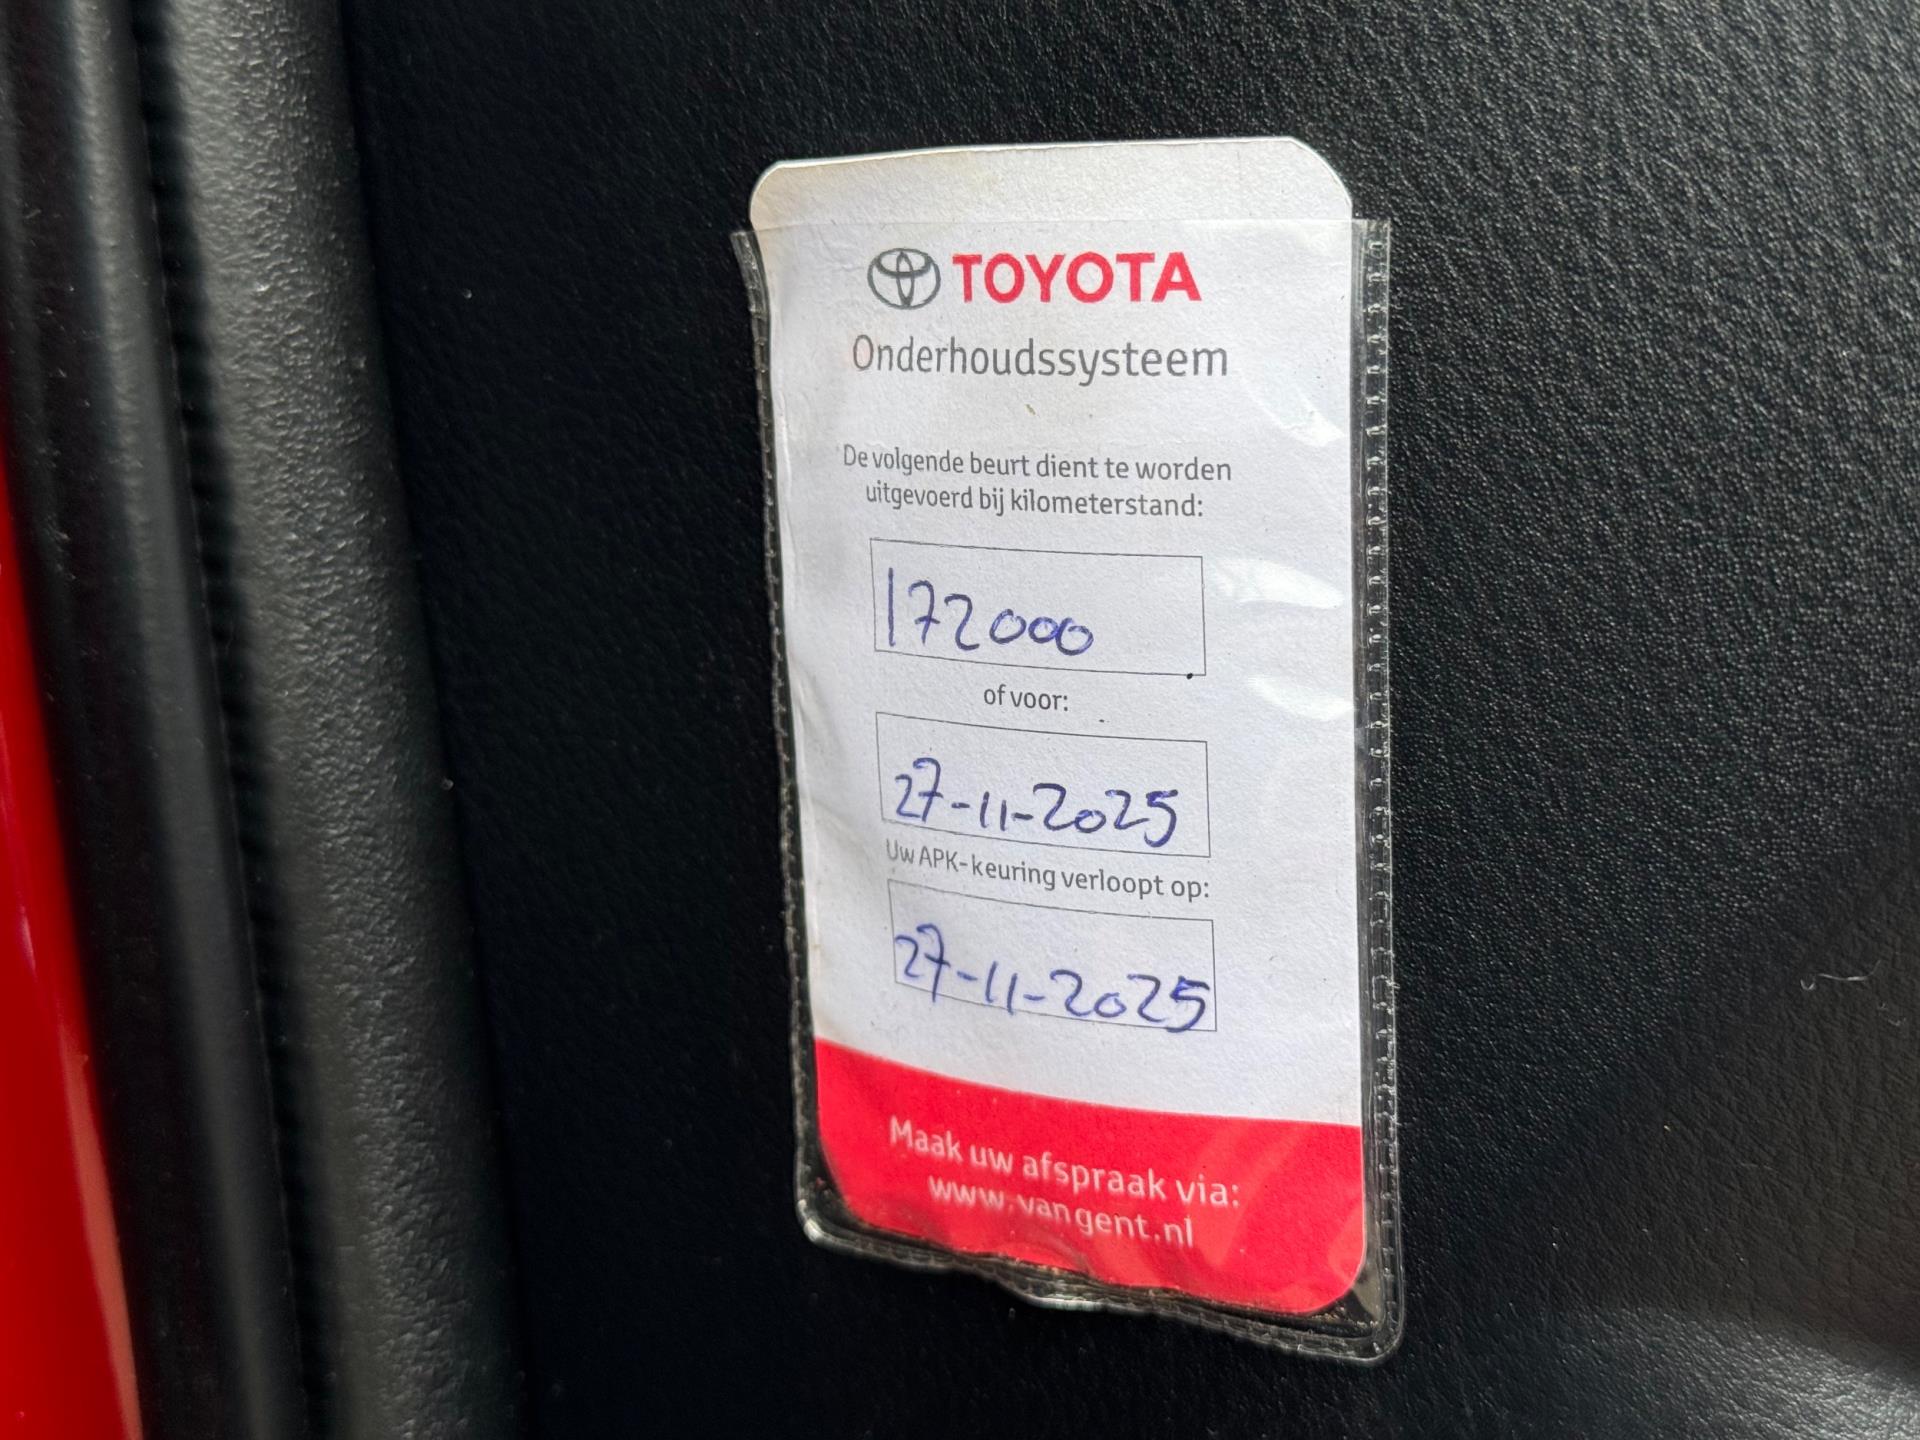 TOYOTA
Onderhoudssysteem
De volgende beurt dient te worden
uitgevoerd bij kilometerstand:
172000
of voor:
27-11-2025
Uw APK-keuring verloopt op:
27-11-2025
Maak uw afspraak via:
www.vangent.nl